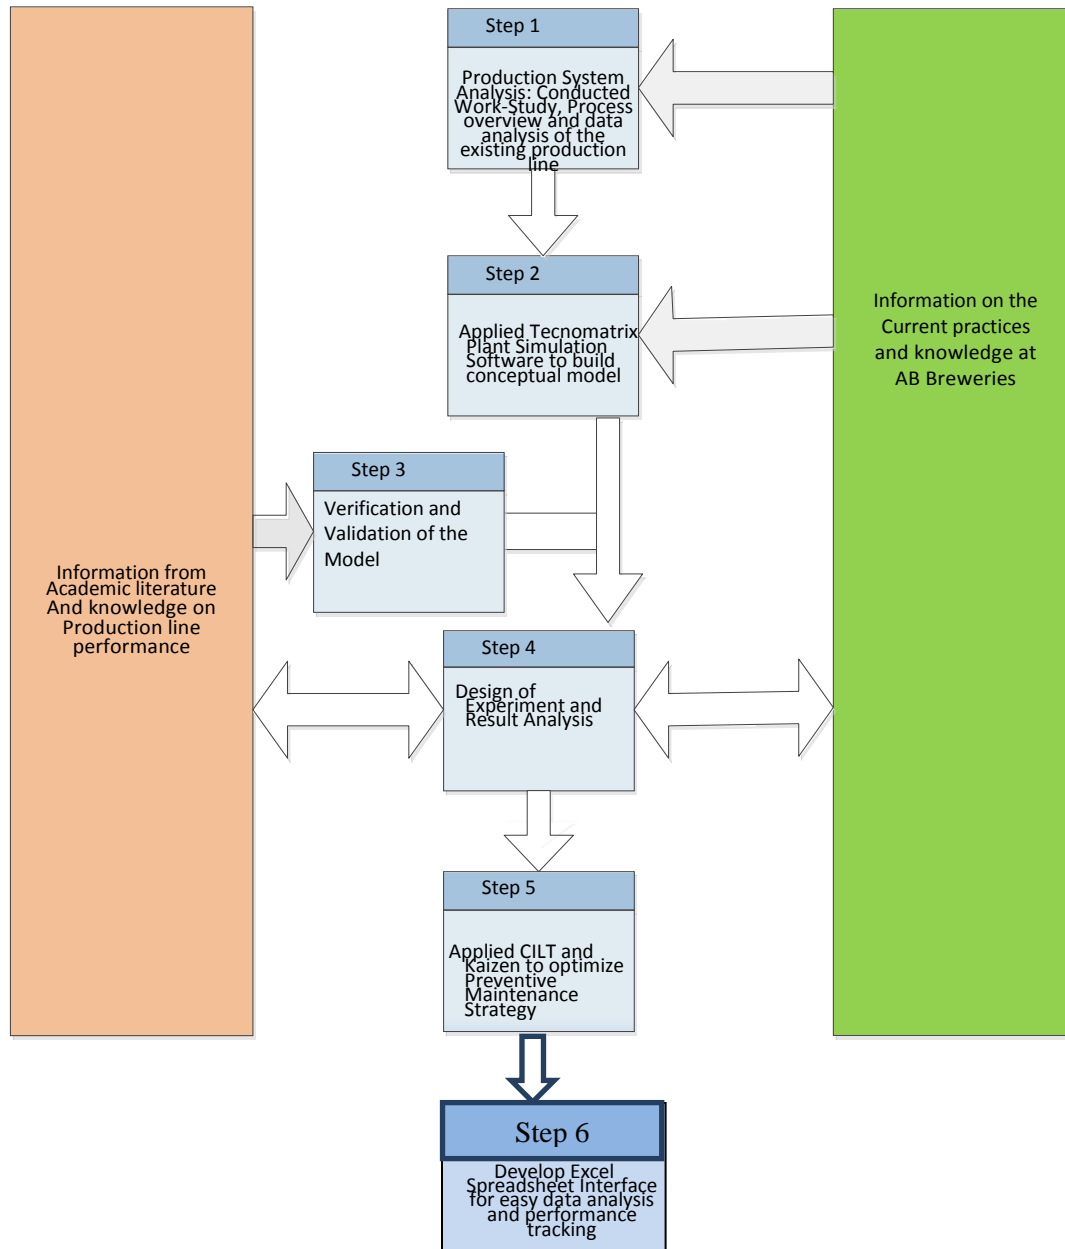 Step 1
Production System
Analysis: Conducted
Work-Study, Process
overview and data
analysis of the
existing production
line
Step 2
Applied Tecnomatrix
Plant Simulation
Software to build
conceptual model
Information on the
Current practices
and knowledge at
AB Breweries
Step 3
Verification and
Validation of the
Model
Information from
Academic literature
And knowledge on
Production line
performance
Step 4
Design of
Experiment and
Result Analysis
Step 5
Applied CILT and
Kaizen to optimize
Preventive
Maintenance
Strategy
Step 6
Develop Excel
Spreadsheet Interface
for easy data analysis
and performance
tracking